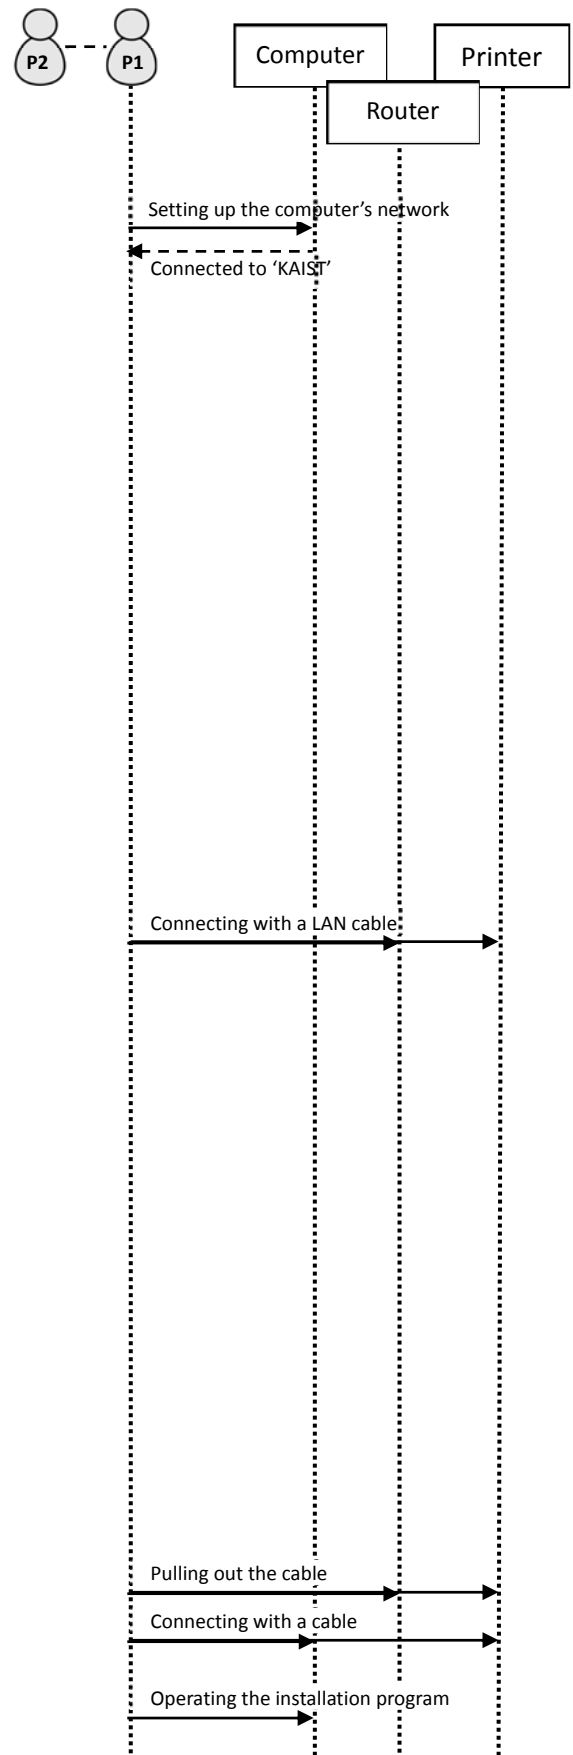 P2
P1
Computer
Printer
Router
Setting up the computer’s network
Connected to ‘KAIST’
Connecting with a LAN cable
Pulling out the cable
Connecting with a cable
Operating the installation program